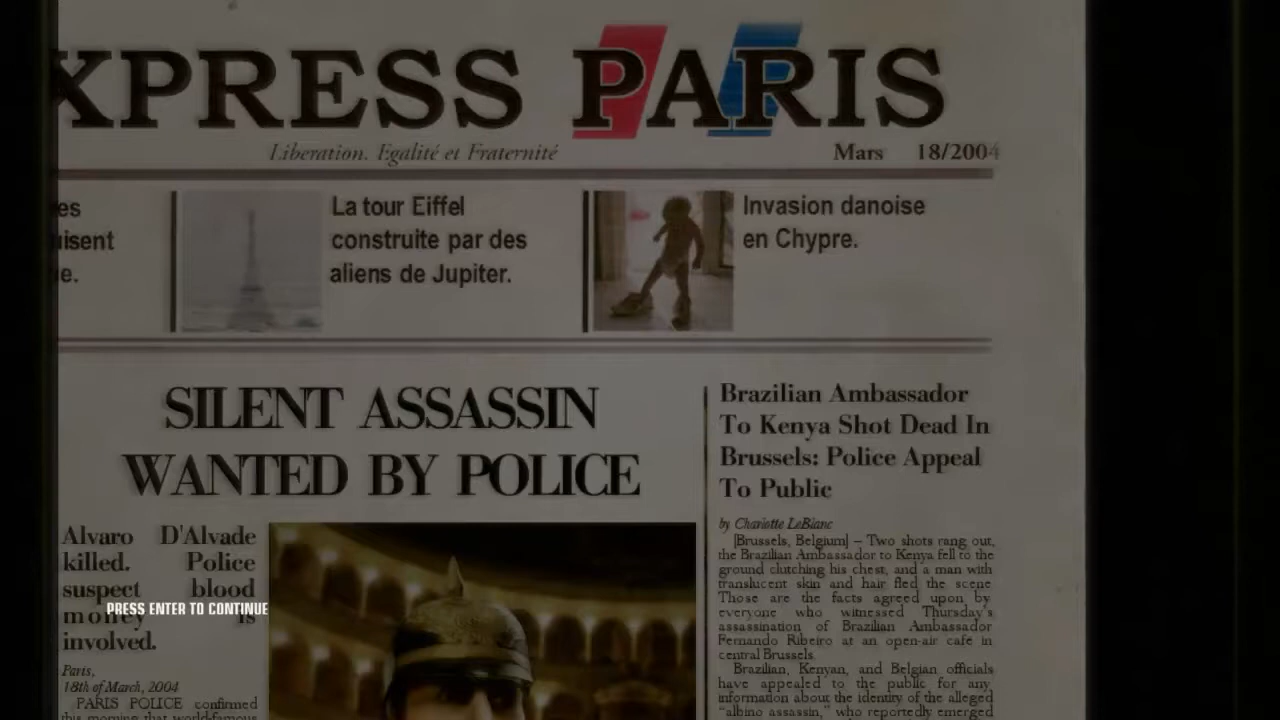 XPRESS PARIS
Liberation. Egalité et Fraternité
Mars 18/2004
es
uisent
e.
La tour Eiffel
construite par des
aliens de Jupiter.
Invasion danoise
en Chypre.
SILENT ASSASSIN
WANTED BY POLICE
Alvaro D'Alvade
killed. Police
suspect blood
money is
involved.
Paris,
18th of March, 2004
PARIS POLICE confirmed
this morning that world-famous
PRESS ENTER TO CONTINUE
Brazilian Ambassador
To Kenya Shot Dead In
Brussels: Police Appeal
To Public
by Charlotte LeBlanc
[Brussels, Belgium] – Two shots rang out,
the Brazilian Ambassador to Kenya fell to the
ground clutching his chest, and a man with
translucent skin and hair fled the scene
Those are the facts agreed upon by
everyone who witnessed Thursday's
assassination of Brazilian Ambassador
Fernando Ribeiro at an open-air café in
central Brussels.
Brazilian, Kenyan, and Belgian officials
have appealed to the public for any
information about the identity of the alleged
"albino assassin," who reportedly emerged